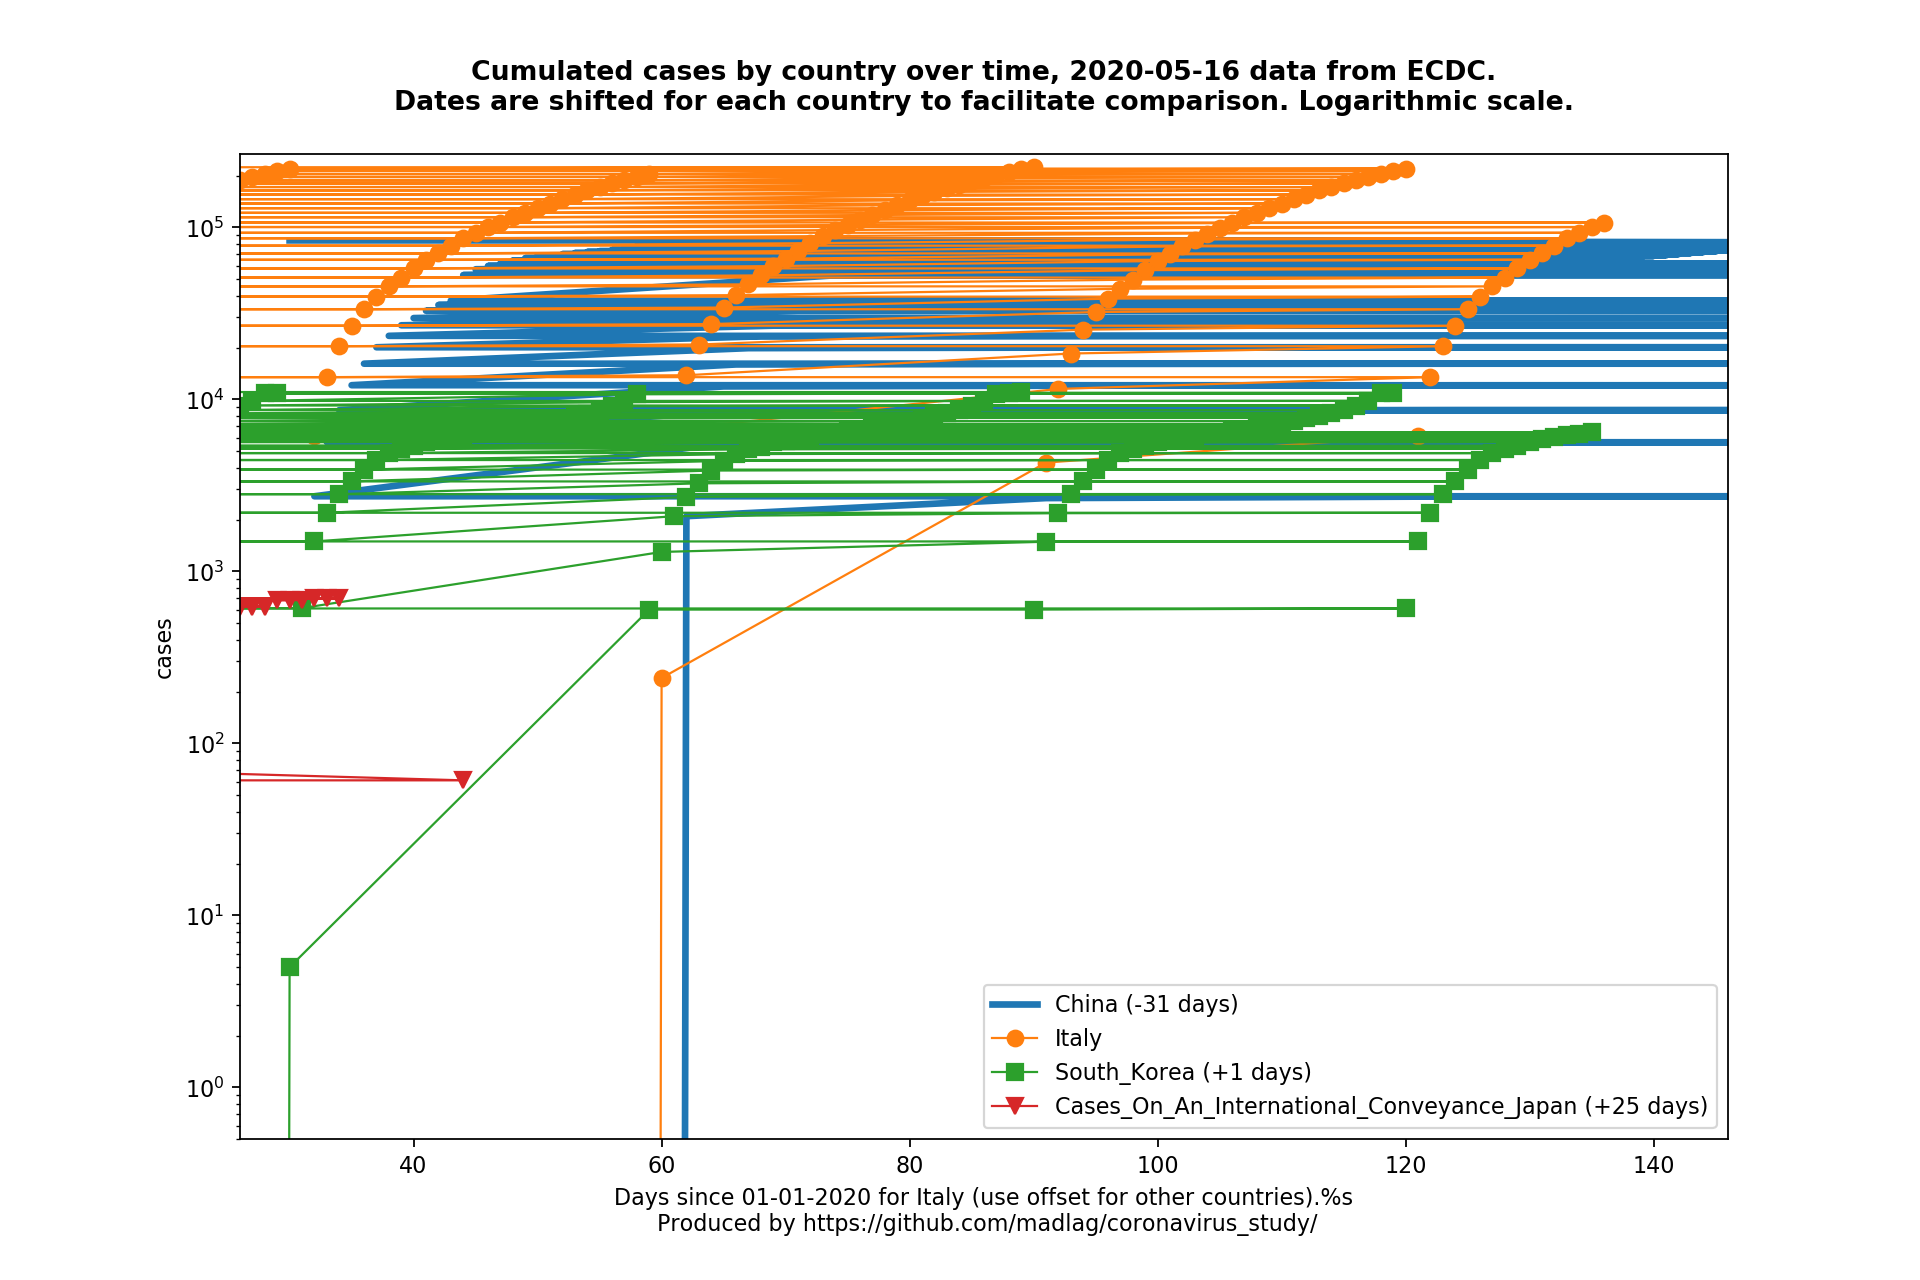 Cumulated cases by country over time, 2020-05-16 data from ECDC.
Dates are shifted for each country to facilitate comparison. Logarithmic scale.
10^5
10^4
10^3
10^2
10^1
10^0
cases
China (-31 days)
Italy
South_Korea (+1 days)
Cases_On_An_International_Conveyance_Japan (+25 days)
40 60 80 100 120 140
Days since 01-01-2020 for Italy (use offset for other countries).%s
Produced by https://github.com/madlag/coronavirus_study/